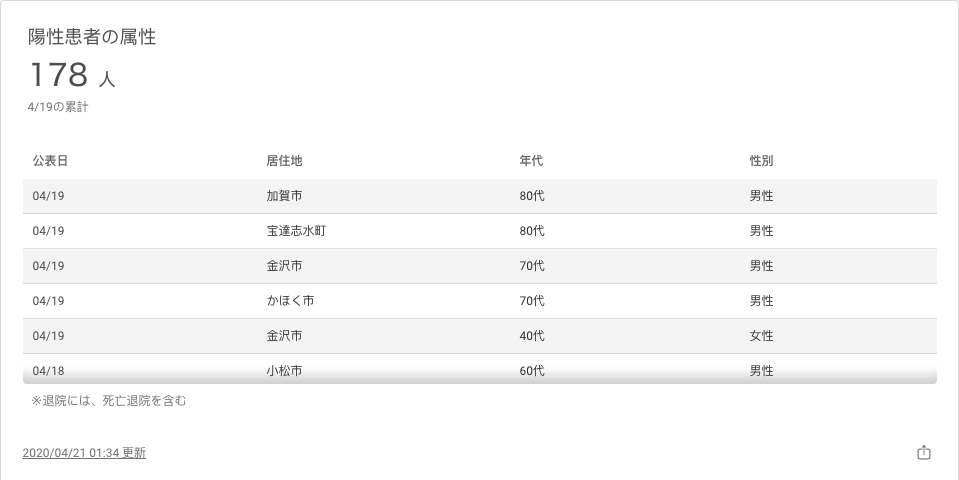 陽性患者の属性
178 人
4/19の累計
公表日 居住地 年代 性別
04/19 加賀市 80代 男性
04/19 宝達志水町 80代 男性
04/19 金沢市 70代 男性
04/19 かほく市 70代 男性
04/19 金沢市 40代 女性
04/18 小松市 60代 男性
※退院には、死亡退院を含む
2020/04/21 01:34 更新